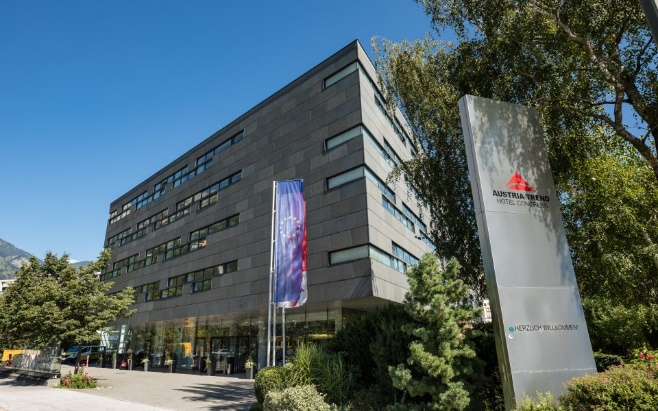 AUSTRIA TREND
HOTEL CONGRESS
HERZLICH WILLKOMMEN!